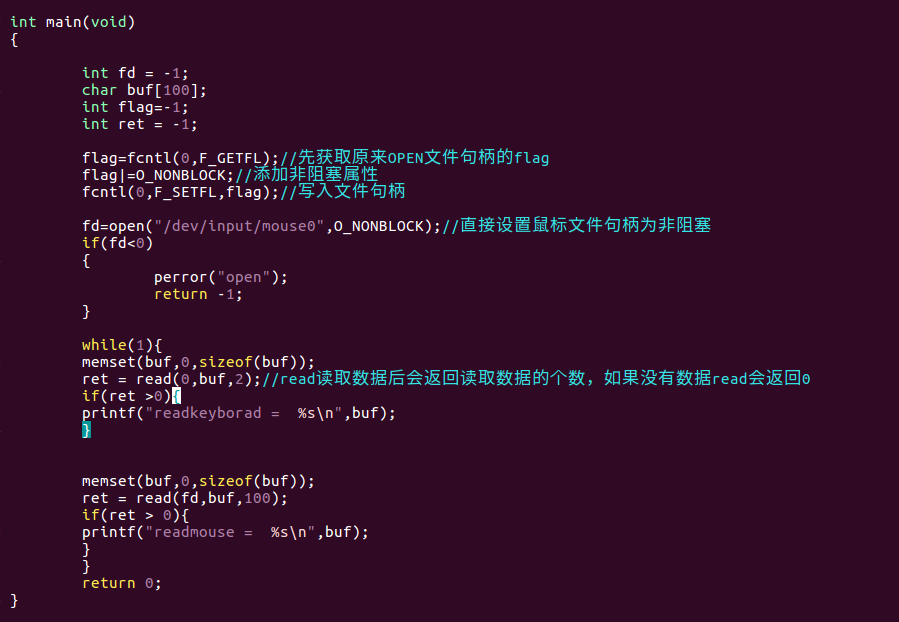 int main(void)
{
int fd = -1;
char buf[100];
int flag=-1;
int ret = -1;
flag=fcntl(0,F_GETFL);//先获取原来OPEN文件句柄的flag
flag|=O_NONBLOCK;//添加非阻塞属性
fcntl(0,F_SETFL,flag);//写入文件句柄
fd=open("/dev/input/mouse0",O_NONBLOCK);//直接设置鼠标文件句柄为非阻塞
if(fd<0)
{
perror("open");
return -1;
}
while(1){
memset(buf,0,sizeof(buf));
ret = read(0,buf,2);//read读取数据后会返回读取数据的个数，如果没有数据read会返回0
if(ret >0){
printf("readkeyborad =  %s\n",buf);
}
memset(buf,0,sizeof(buf));
ret = read(fd,buf,100);
if(ret > 0){
printf("readmouse =  %s\n",buf);
}
}
return 0;
}